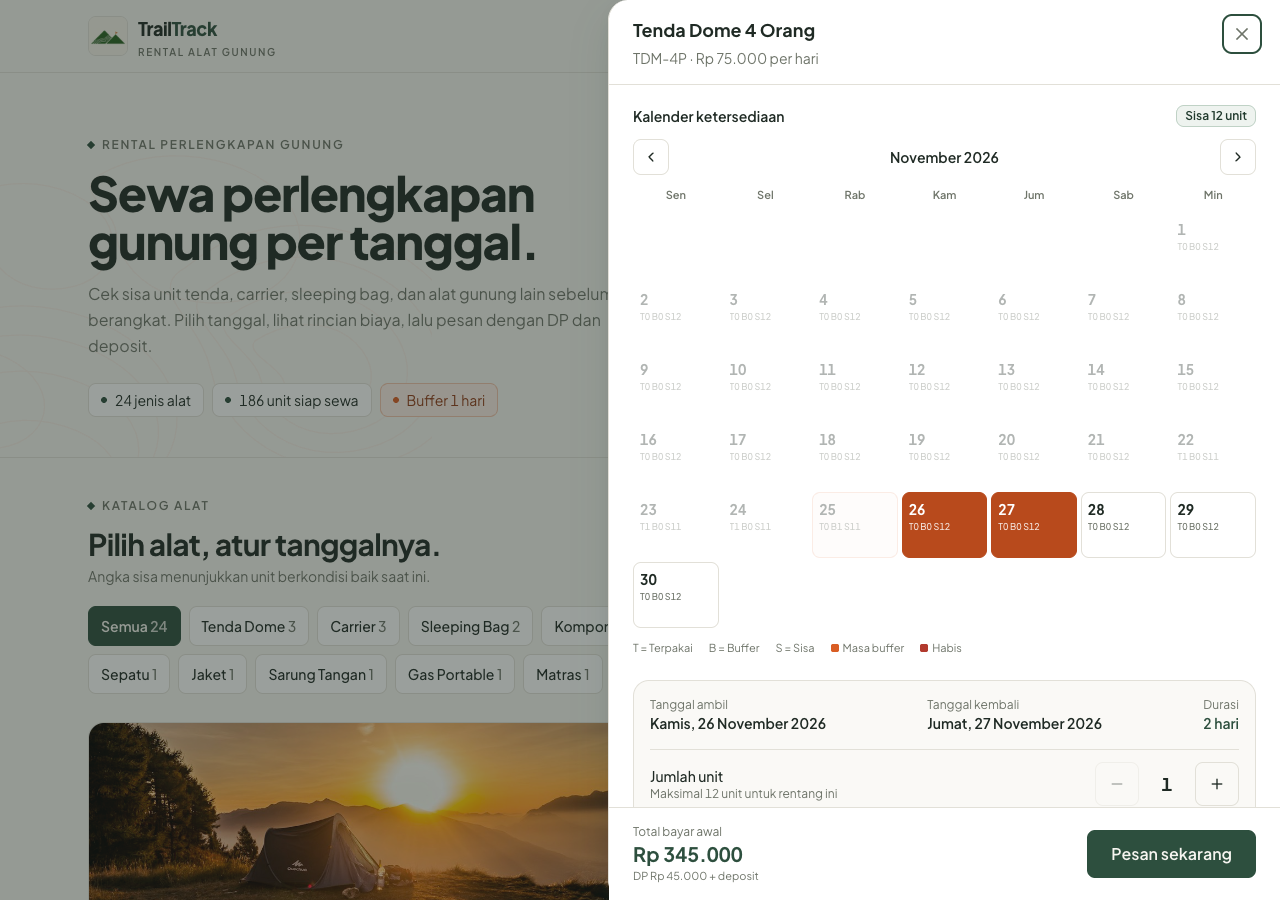 TrailTrack
RENTAL ALAT GUNUNG
RENTAL PERLENGKAPAN GUNUNG
Sewa perlengkapan
gunung per tanggal.
Cek sisa unit tenda, carrier, sleeping bag, dan alat gunung lain sebelum
berangkat. Pilih tanggal, lihat rincian biaya, lalu pesan dengan DP dan
deposit.
24 jenis alat
186 unit siap sewa
Buffer 1 hari
KATALOG ALAT
Pilih alat, atur tanggalnya.
Angka sisa menunjukkan unit berkondisi baik saat ini.
Semua 24
Tenda Dome 3
Carrier 3
Sleeping Bag 2
Kompor
Sepatu 1
Jaket 1
Sarung Tangan 1
Gas Portable 1
Matras 1
Tenda Dome 4 Orang
TDM-4P · Rp 75.000 per hari
Kalender ketersediaan
Sisa 12 unit
November 2026
Sen Sel Rab Kam Jum Sab Min
1
T0 B0 S12
2 3 4 5 6 7 8
T0 B0 S12 T0 B0 S12 T0 B0 S12 T0 B0 S12 T0 B0 S12 T0 B0 S12 T0 B0 S12
9 10 11 12 13 14 15
T0 B0 S12 T0 B0 S12 T0 B0 S12 T0 B0 S12 T0 B0 S12 T0 B0 S12 T0 B0 S12
16 17 18 19 20 21 22
T0 B0 S12 T0 B0 S12 T0 B0 S12 T0 B0 S12 T0 B0 S12 T0 B0 S12 T1 B0 S11
23 24 25 26 27 28 29
T1 B0 S11 T1 B0 S11 T0 B1 S11 T0 B0 S12 T0 B0 S12 T0 B0 S12 T0 B0 S12
30
T0 B0 S12
T = Terpakai B = Buffer S = Sisa Masa buffer Habis
Tanggal ambil
Kamis, 26 November 2026
Tanggal kembali
Jumat, 27 November 2026
Durasi
2 hari
Jumlah unit
Maksimal 12 unit untuk rentang ini
1
Total bayar awal
Rp 345.000
DP Rp 45.000 + deposit
Pesan sekarang